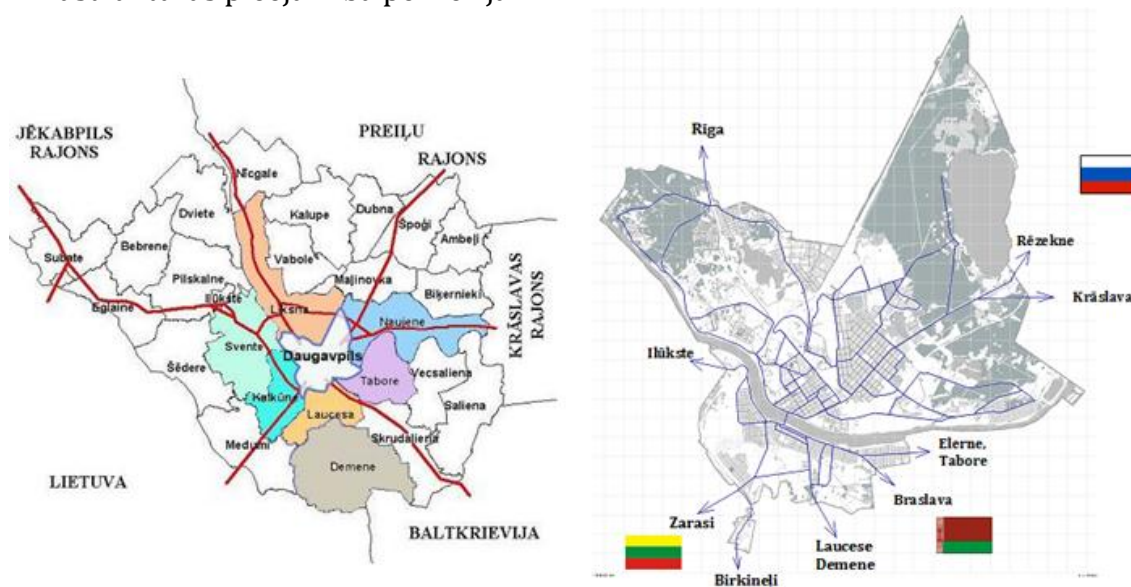 JĒKABPILS
RAJONS
PREIĻU
RAJONS
Nīcgale
Dviete
Kalupe
Dubna
Špoģi
Ambeļi
Subate
Bebrene
Vabole
Pilskalne
Maļinovka
Biķernieki
Ilūkste
Eglaine
Līksna
Naujene
KRĀSLAVAS
RAJONS
Svente
Daugavpils
Šēdere
Tabore
Vecsaliena
Kalkūne
Saliena
Laucesa
Medumi
Skrudaliena
Demene
LIETUVA
BALTKRIEVIJA
Rīga
Rēzekne
Krāslava
Ilūkste
Elerne,
Tabore
Braslava
Zarasi
Laucese
Demene
Birkineļi